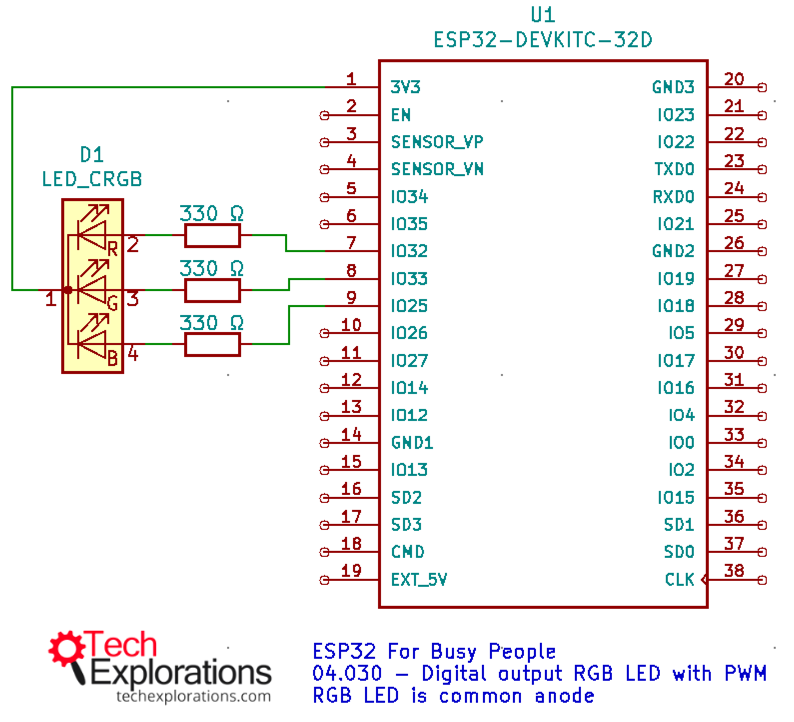 U1
ESP32-DEVKITC-32D
1 3V3
2 EN
3 SENSOR_VP
4 SENSOR_VN
5 IO34
6 IO35
7 IO32
8 IO33
9 IO25
10 IO26
11 IO27
12 IO14
13 IO12
14 GND1
15 IO13
16 SD2
17 SD3
18 CMD
19 EXT_5V
GND3 20
IO23 21
IO22 22
TXD0 23
RXD0 24
IO21 25
GND2 26
IO19 27
IO18 28
IO5 29
IO17 30
IO16 31
IO4 32
IO0 33
IO2 34
IO15 35
SD1 36
SD0 37
CLK 38
D1
LED_CRGB
1
R 2
G 3
B 4
330 Ω
330 Ω
330 Ω
Tech
Explorations
techexplorations.com
ESP32 For Busy People
04.030 – Digital output RGB LED with PWM
RGB LED is common anode